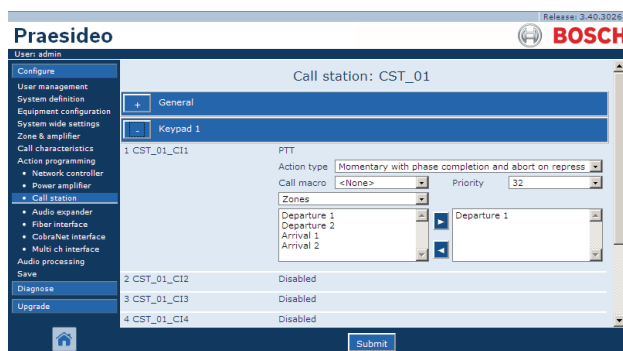 Release: 3.40.3026
Praesideo
BOSCH
User: admin
Configure
User management
System definition
Equipment configuration
System wide settings
Zone & amplifier
Call characteristics
Action programming
• Network controller
• Power amplifier
• Call station
• Audio expander
• Fiber interface
• CobraNet interface
• Multi ch interface
Audio processing
Save
Diagnose
Upgrade
Call station: CST_01
+ General
- Keypad 1
1 CST_01_CI1 PTT
Action type Momentary with phase completion and abort on repress
Call macro <None> Priority 32
Zones
Departure 1
Departure 2
Arrival 1
Arrival 2
Departure 1
2 CST_01_CI2 Disabled
3 CST_01_CI3 Disabled
4 CST_01_CI4 Disabled
Submit